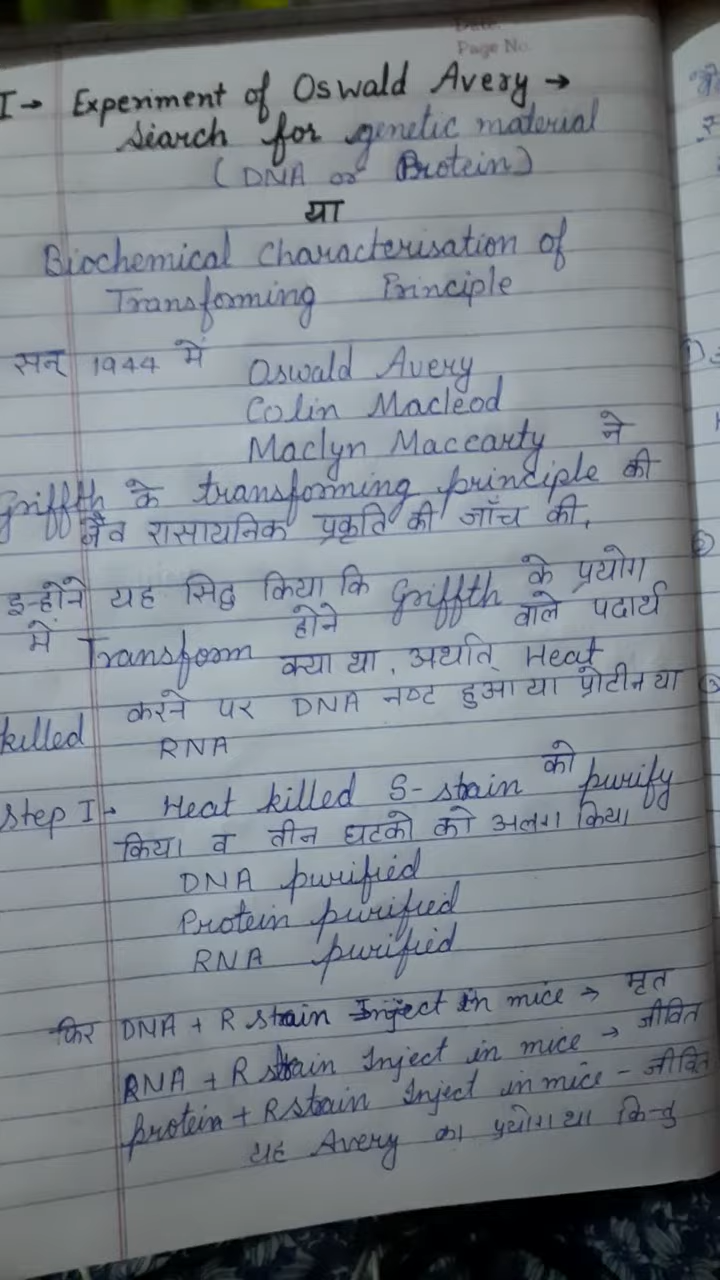 Page No.
I→ Experiment of Oswald Avery →
Search for genetic material
(DNA or Protein)
या
Biochemical Characterisation of
Transforming Principle
सन् 1944 में Oswald Avery
Colin Macleod
Maclyn Maccarty ने
Griffth के transforming principle की
जैव रासायनिक प्रकृति की जाँच की,
इन्होने यह सिद्ध किया कि Griffth के प्रयोग
में Transform होने वाले पदार्थ
क्या था, अर्थात् Heat
killed करने पर DNA नष्ट हुआ या प्रोटीन या
RNA
Step I→ Heat killed S-stain को purify
किया व तीन घटको को अलग किया
DNA purified
Protein purified
RNA purified
फिर DNA + R strain Inject in mice → मृत
RNA + R strain Inject in mice → जीवित
Protein + R strain Inject in mice - जीवित
यह Avery का प्रयोग था किन्तु